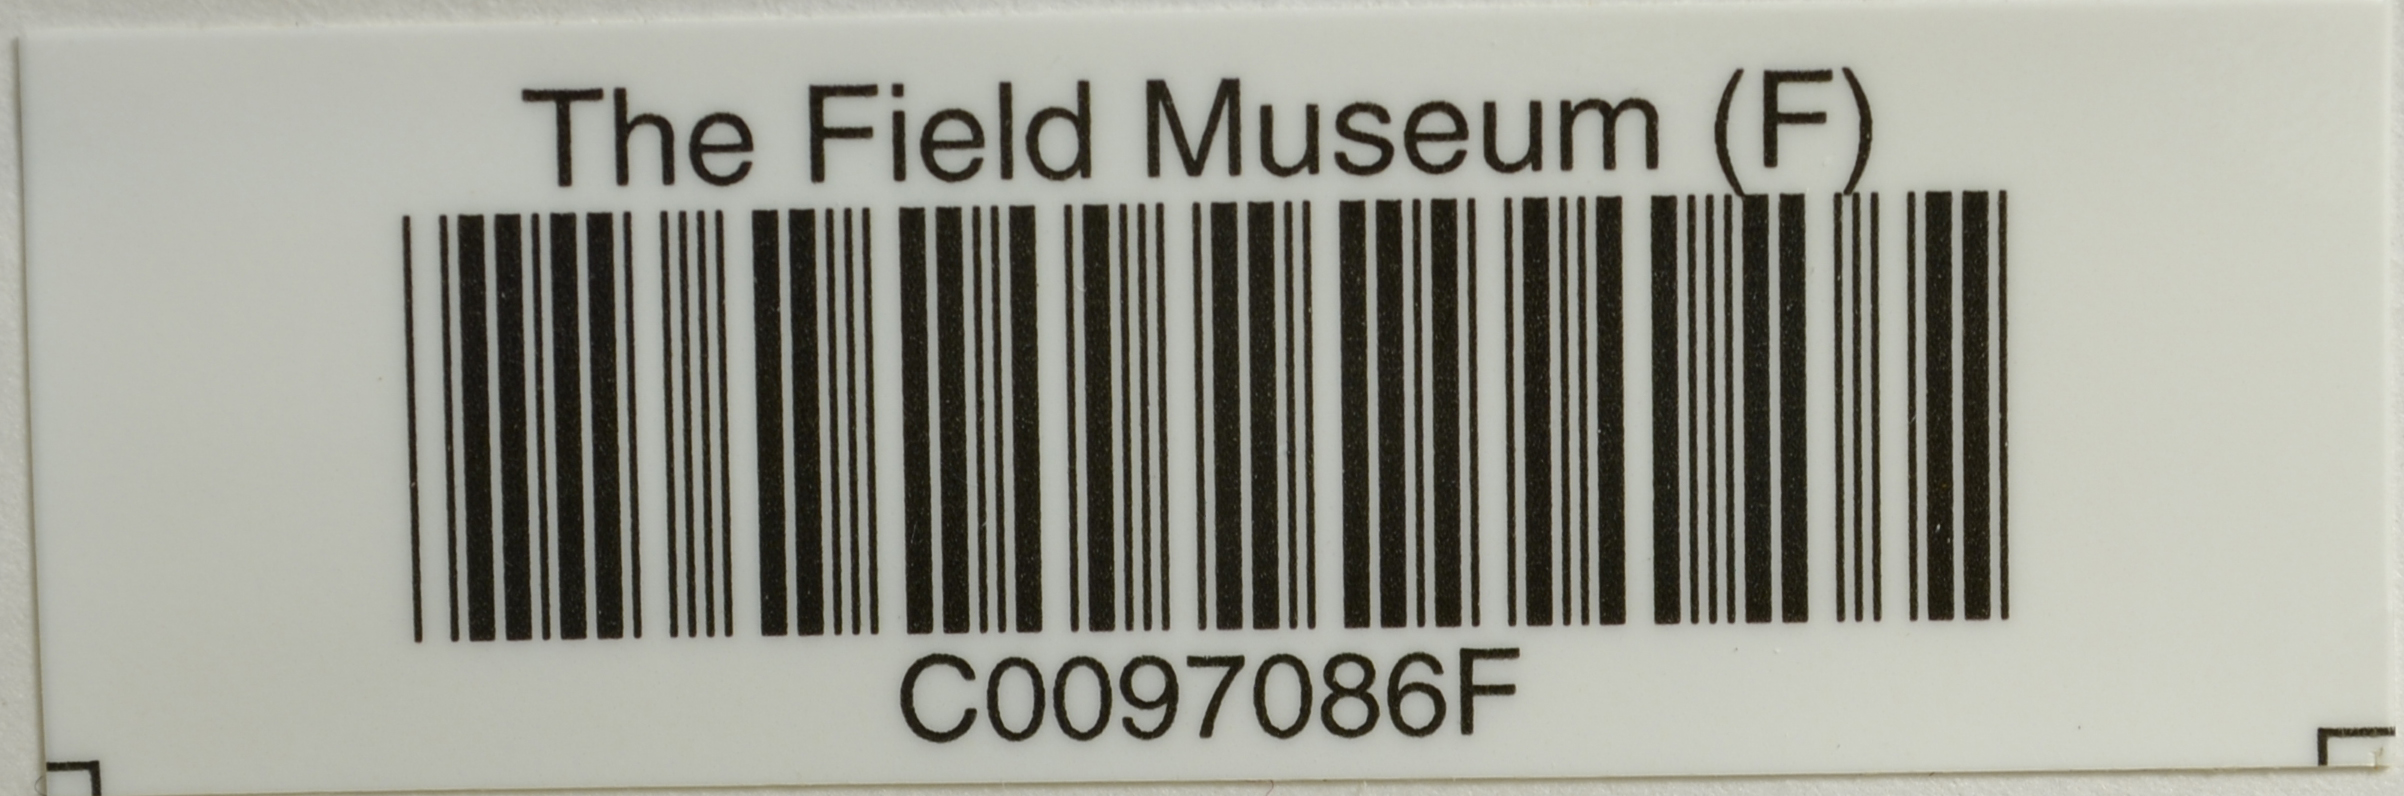 The Field Museum (F)
C0097086F